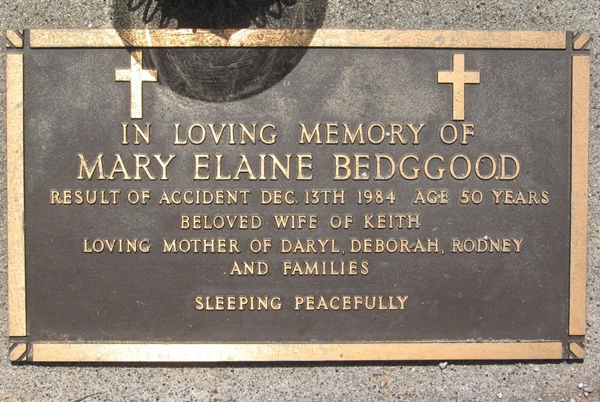 IN LOVING MEMORY OF
MARY ELAINE BEDGGOOD
RESULT OF ACCIDENT DEC. 13TH 1984 AGE 50 YEARS
BELOVED WIFE OF KEITH
LOVING MOTHER OF DARYL, DEBORAH, RODNEY
AND FAMILIES
SLEEPING PEACEFULLY